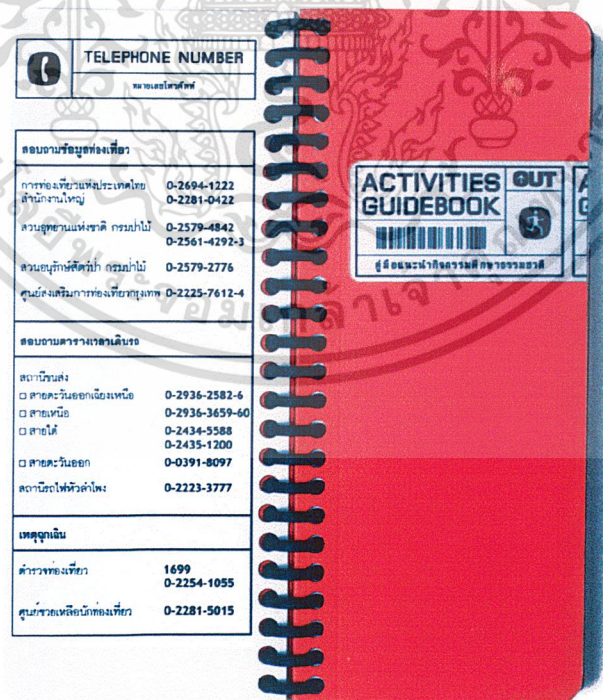 TELEPHONE NUMBER
หมายเลขโทรศัพท์
สอบถามข้อมูลท่องเที่ยว
การท่องเที่ยวแห่งประเทศไทย 0-2694-1222
สำนักงานใหญ่ 0-2281-0422
สวนอุทยานแห่งชาติ กรมป่าไม้ 0-2579-4842
0-2561-4292-3
สวนอนุรักษ์สัตว์ป่า กรมป่าไม้ 0-2579-2776
ศูนย์ส่งเสริมการท่องเที่ยวกรุงเทพ 0-2225-7612-4
สอบถามตารางเวลาเดินรถ
สถานีขนส่ง
สายตะวันออกเฉียงเหนือ 0-2936-2582-6
สายเหนือ 0-2936-3659-60
สายใต้ 0-2434-5588
0-2435-1200
สายตะวันออก 0-0391-8097
สถานีรถไฟหัวลำโพง 0-2223-3777
เหตุฉุกเฉิน
ตำรวจท่องเที่ยว 1699
0-2254-1055
ศูนย์ช่วยเหลือนักท่องเที่ยว 0-2281-5015
ACTIVITIES OUT
GUIDEBOOK
คู่มือแนะนำกิจกรรมศึกษาธรรมชาติ